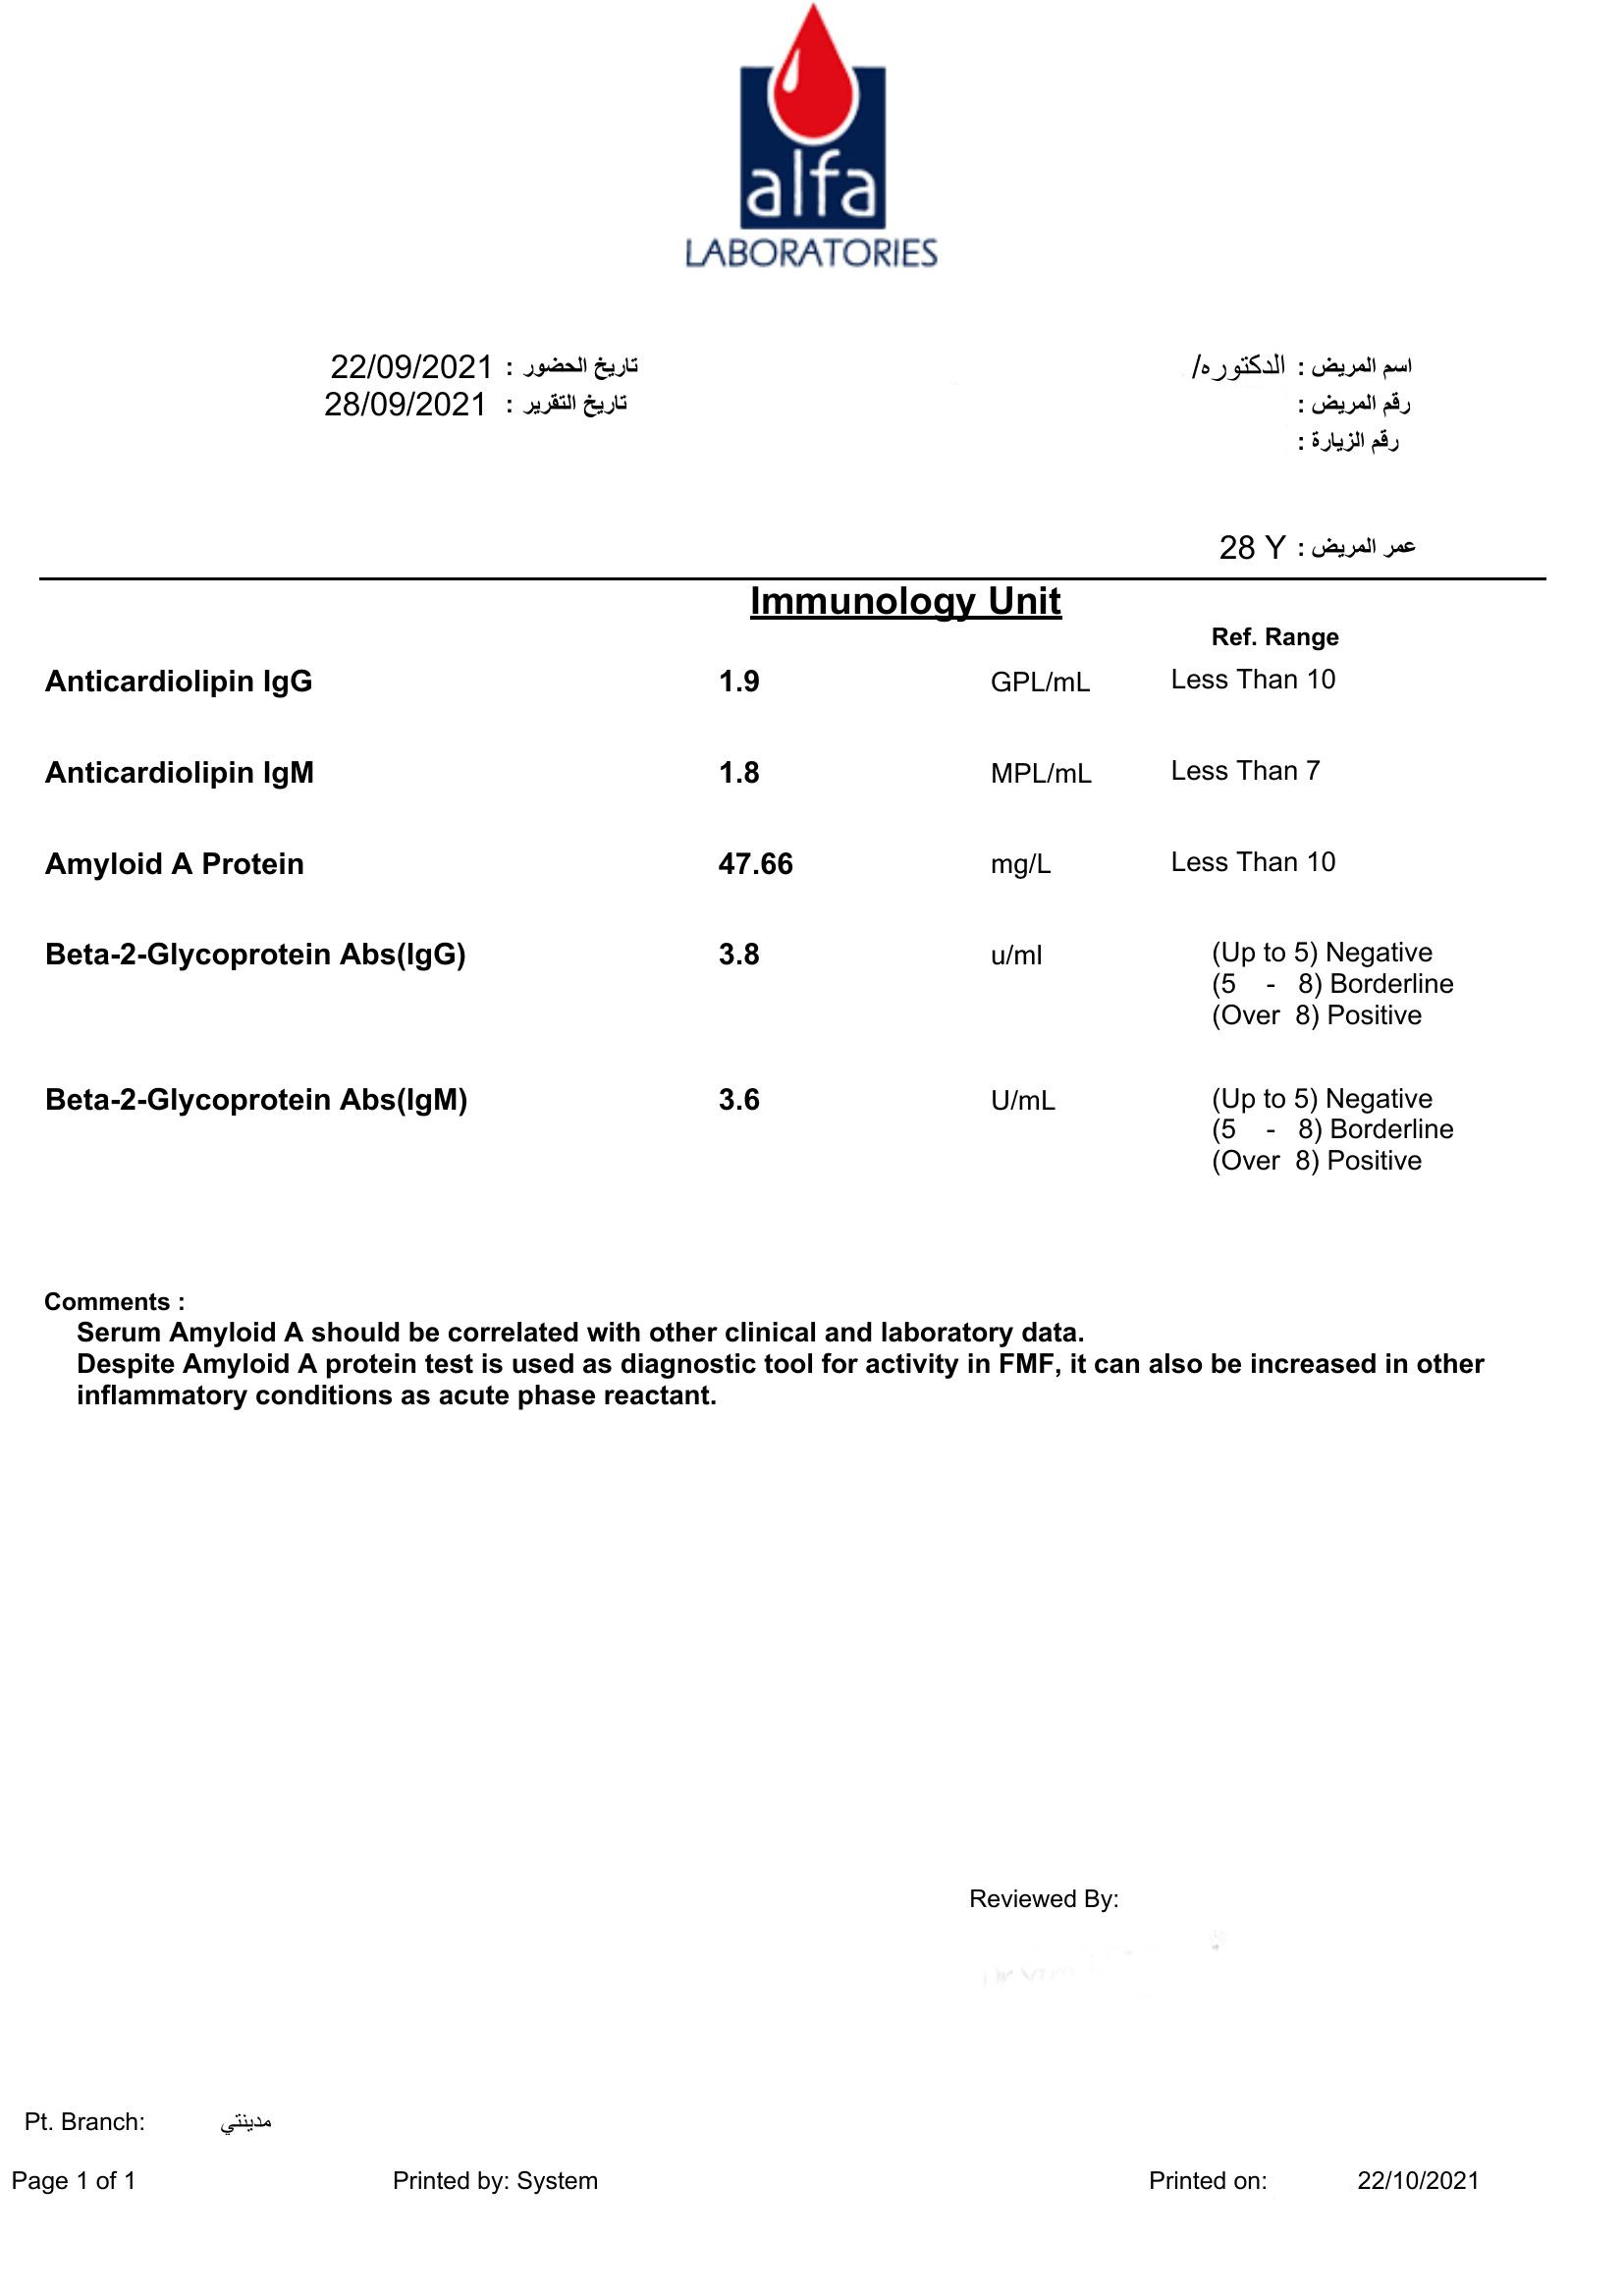 alfa
LABORATORIES
اسم المريض : الدكتوره/
تاريخ الحضور : 22/09/2021
رقم المريض :
تاريخ التقرير : 28/09/2021
رقم الزيارة :
عمر المريض : 28 Y
Immunology Unit
Ref. Range
Anticardiolipin IgG 1.9 GPL/mL Less Than 10
Anticardiolipin IgM 1.8 MPL/mL Less Than 7
Amyloid A Protein 47.66 mg/L Less Than 10
Beta-2-Glycoprotein Abs(IgG) 3.8 u/ml (Up to 5) Negative
(5 - 8) Borderline
(Over 8) Positive
Beta-2-Glycoprotein Abs(IgM) 3.6 U/mL (Up to 5) Negative
(5 - 8) Borderline
(Over 8) Positive
Comments :
Serum Amyloid A should be correlated with other clinical and laboratory data.
Despite Amyloid A protein test is used as diagnostic tool for activity in FMF, it can also be increased in other
inflammatory conditions as acute phase reactant.
Reviewed By:
Pt. Branch: مدينتي
Page 1 of 1 Printed by: System Printed on: 22/10/2021